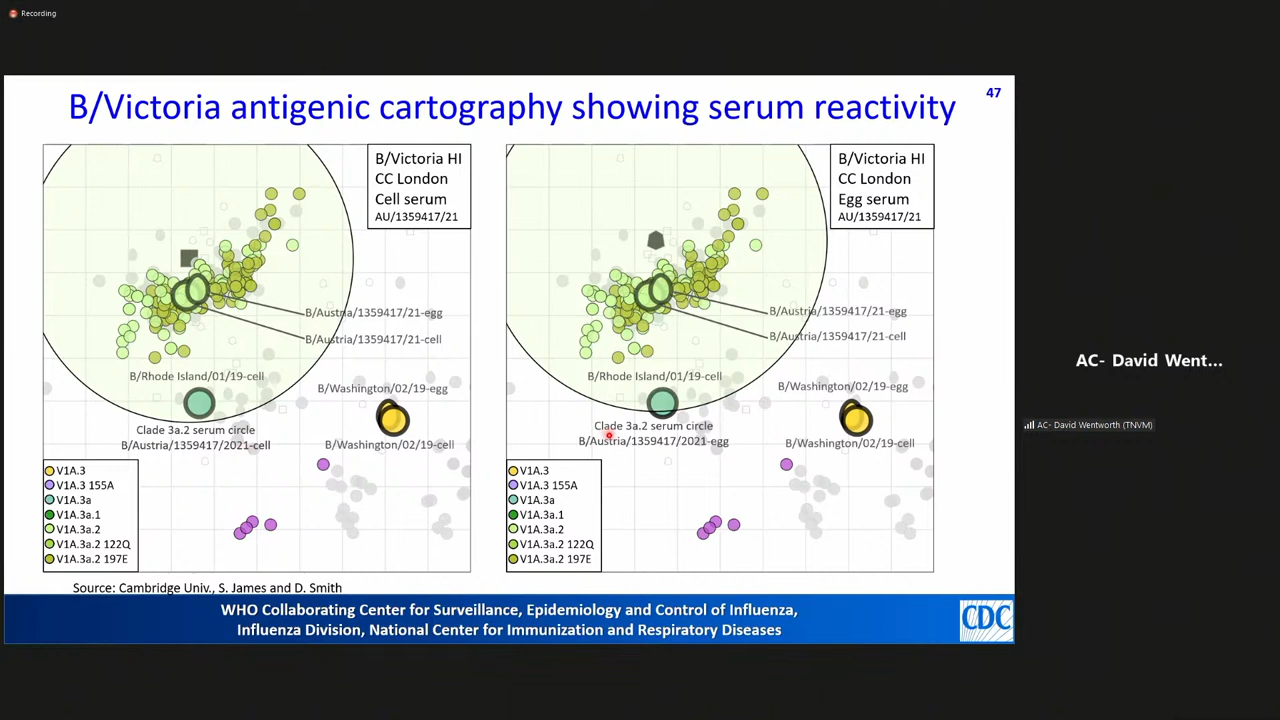 Recording
B/Victoria antigenic cartography showing serum reactivity
47
B/Victoria HI
CC London
Cell serum
AU/1359417/21
B/Austria/1359417/21-egg
B/Austria/1359417/21-cell
B/Rhode Island/01/19-cell
B/Washington/02/19-egg
Clade 3a.2 serum circle
B/Austria/1359417/2021-cell
B/Washington/02/19-cell
V1A.3
V1A.3 155A
V1A.3a
V1A.3a.1
V1A.3a.2
V1A.3a.2 122Q
V1A.3a.2 197E
B/Victoria HI
CC London
Egg serum
AU/1359417/21
B/Austria/1359417/21-egg
B/Austria/1359417/21-cell
B/Rhode Island/01/19-cell
B/Washington/02/19-egg
Clade 3a.2 serum circle
B/Austria/1359417/2021-egg
B/Washington/02/19-cell
V1A.3
V1A.3 155A
V1A.3a
V1A.3a.1
V1A.3a.2
V1A.3a.2 122Q
V1A.3a.2 197E
Source: Cambridge Univ., S. James and D. Smith
WHO Collaborating Center for Surveillance, Epidemiology and Control of Influenza,
Influenza Division, National Center for Immunization and Respiratory Diseases
CDC
AC- David Went...
AC- David Wentworth (TNVM)